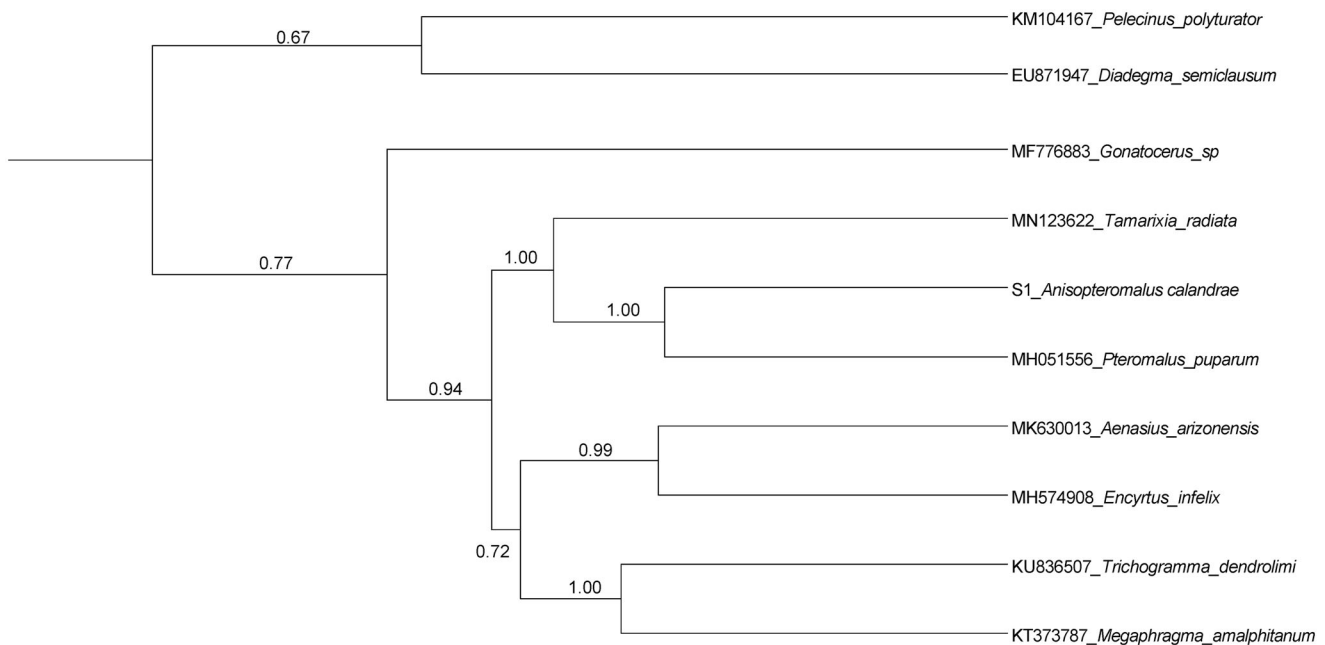 KM104167_Pelecinus_polyturator
0.67
EU871947_Diadegma_semiclausum
MF776883_Gonatocerus_sp
MN123622_Tamarixia_radiata
1.00
0.77
S1_Anisopteromalus calandrae
1.00
MH051556_Pteromalus_puparum
0.94
MK630013_Aenasius_arizonensis
0.99
MH574908_Encyrtus_infelix
0.72
KU836507_Trichogramma_dendrolimi
1.00
KT373787_Megaphragma_amalphitanum